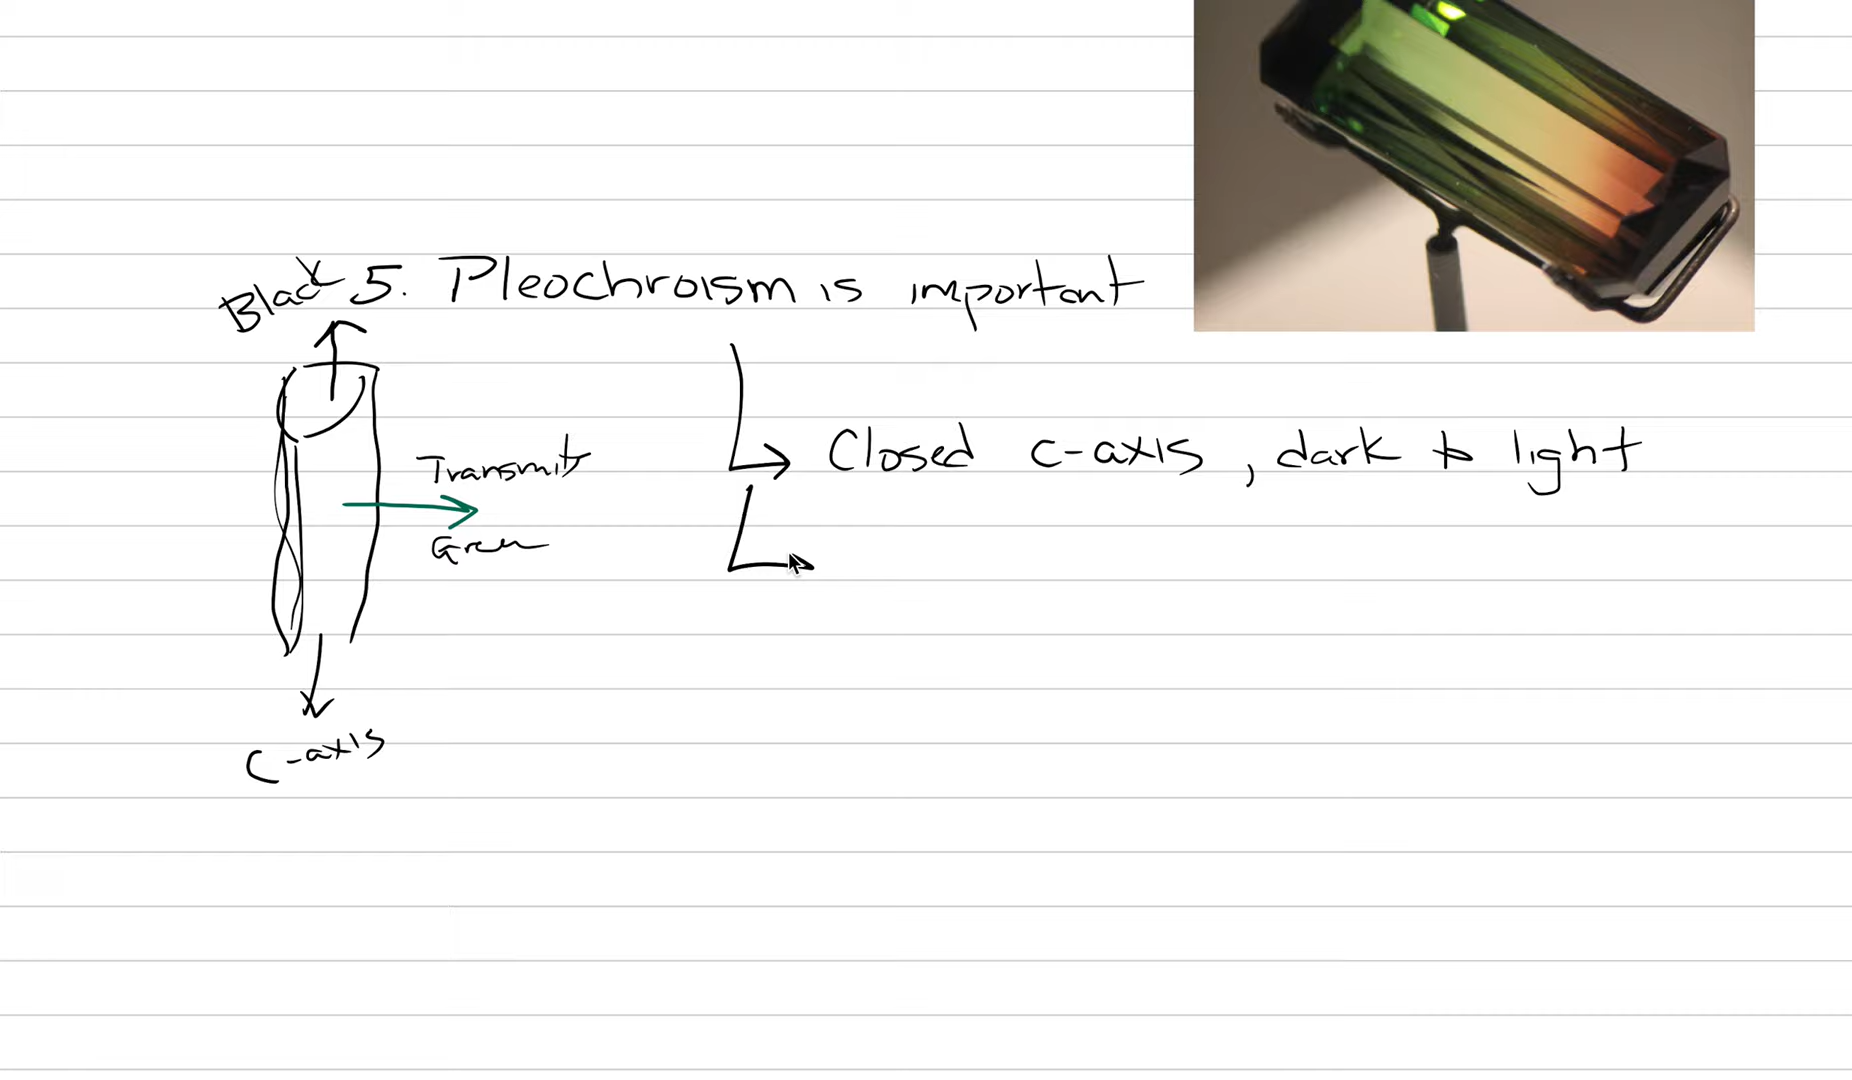 Black 5. Pleochroism is important
Closed c-axis, dark to light
Transmits
Green
C-axis